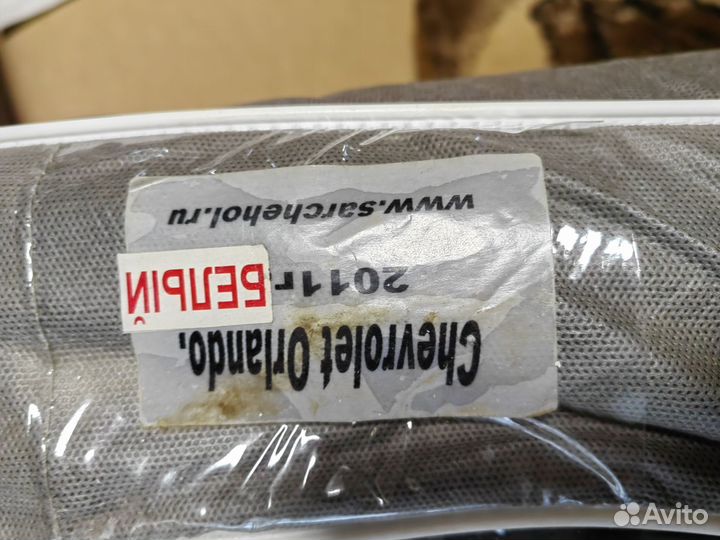 Chevrolet Orlando.
2011г
БЕЛЫЙ
www.sarchehol.ru
Avito